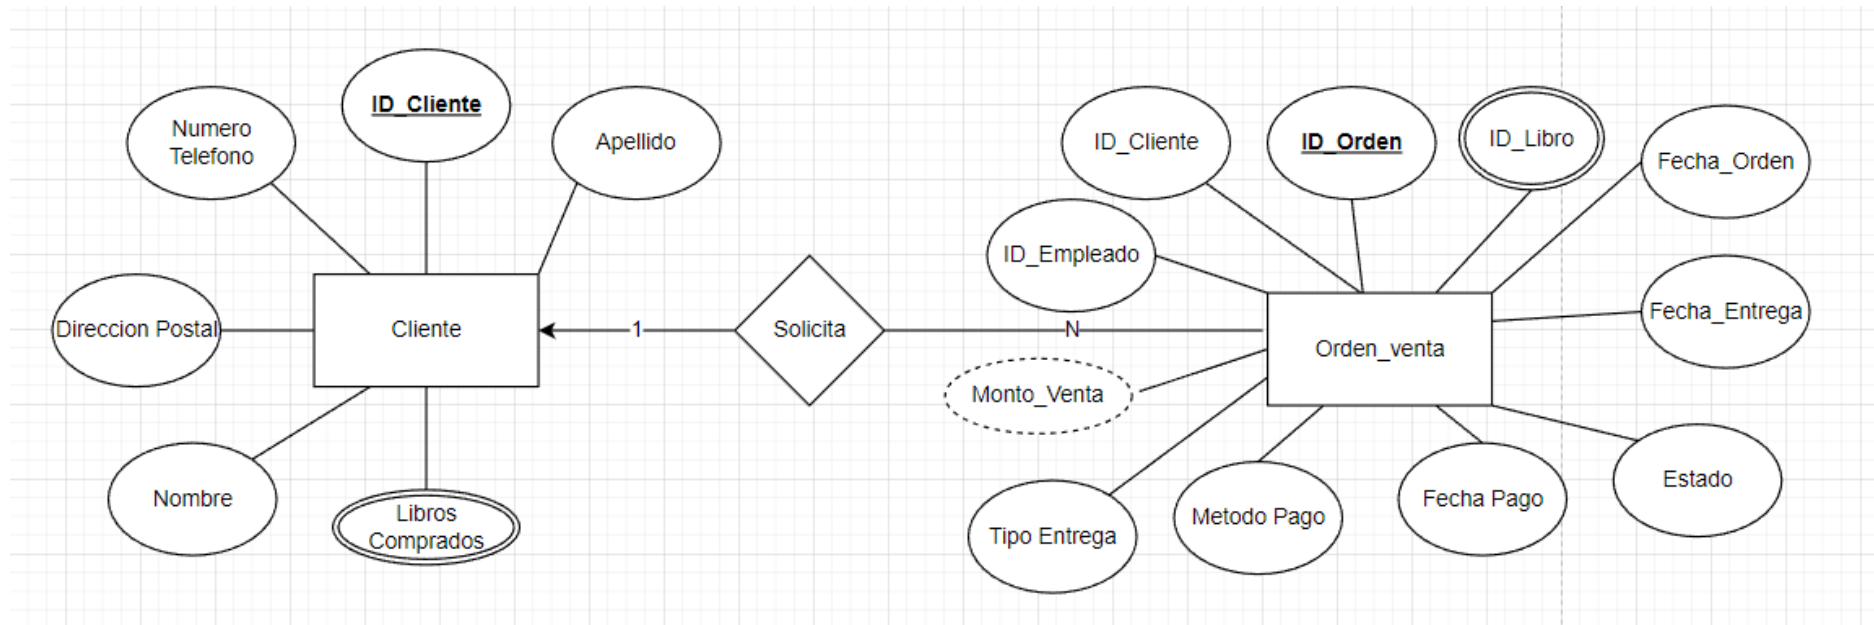 ID_Cliente
Numero
Telefono
Apellido
Direccion Postal
Cliente
1
Solicita
N
Nombre
Libros
Comprados
ID_Cliente
ID_Orden
ID_Libro
Fecha_Orden
ID_Empleado
Fecha_Entrega
Orden_venta
Monto_Venta
Tipo Entrega
Metodo Pago
Fecha Pago
Estado